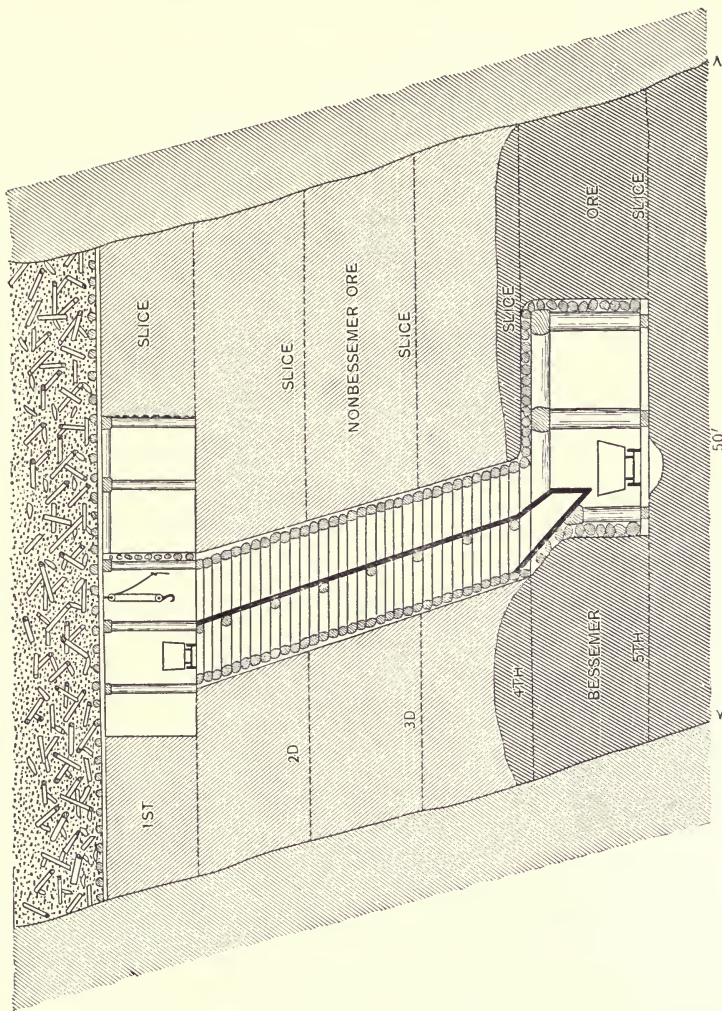 1ST SLICE
2D SLICE
NONBESSEMER ORE
3D SLICE
4TH SLICE
BESSEMER ORE
5TH SLICE
50'